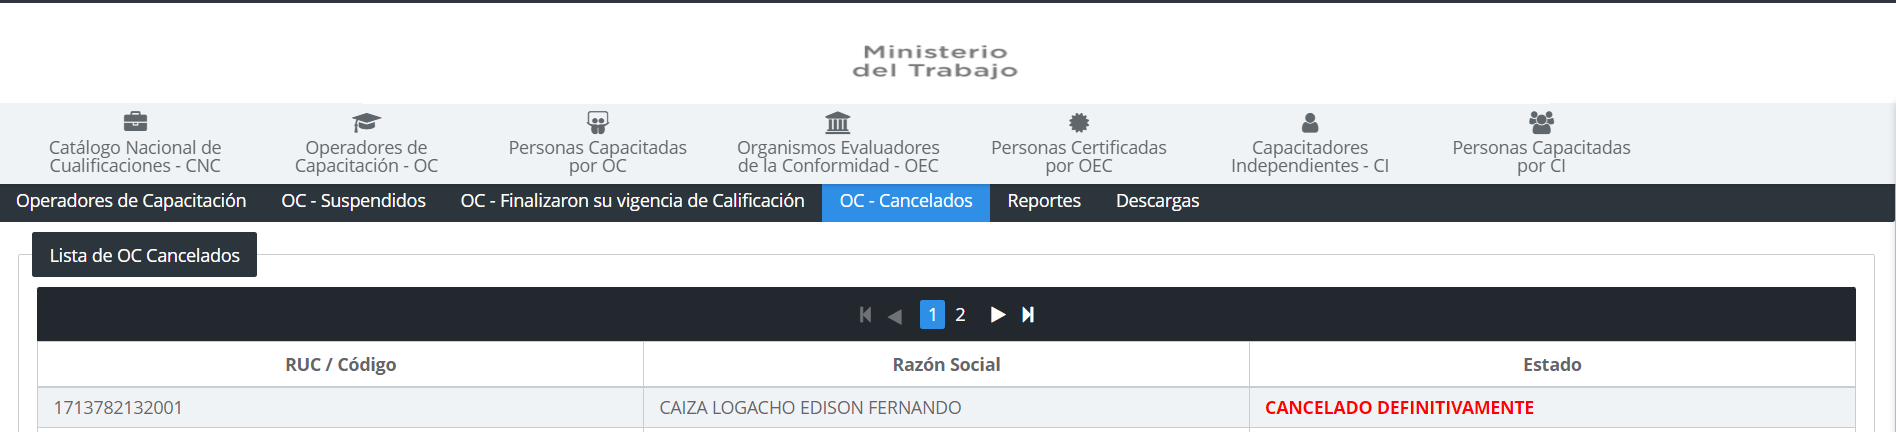 Ministerio
del Trabajo
Catálogo Nacional de
Cualificaciones - CNC
Operadores de
Capacitación - OC
Personas Capacitadas
por OC
Organismos Evaluadores
de la Conformidad - OEC
Personas Certificadas
por OEC
Capacitadores
Independientes - CI
Personas Capacitadas
por CI
Operadores de Capacitación OC - Suspendidos OC - Finalizaron su vigencia de Calificación OC - Cancelados Reportes Descargas
Lista de OC Cancelados
1 2
RUC / Código Razón Social Estado
1713782132001 CAIZA LOGACHO EDISON FERNANDO CANCELADO DEFINITIVAMENTE